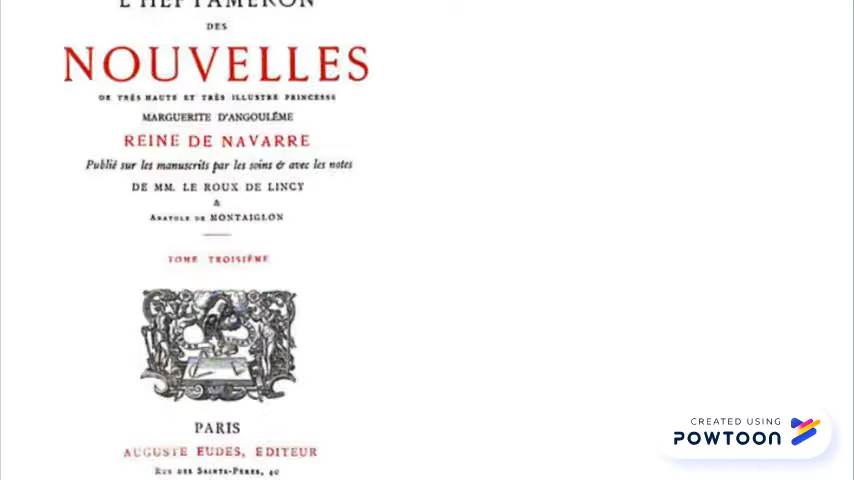 L'HEPTAMÉRON
DES
NOUVELLES
DE TRÈS HAUTE ET TRÈS ILLUSTRE PRINCESSE
MARGUERITE D'ANGOULÊME
REINE DE NAVARRE
Publié sur les manuscrits par les soins & avec les notes
DE MM. LE ROUX DE LINCY
&
ANATOLE DE MONTAIGLON
TOME TROISIÈME
PARIS
AUGUSTE EUDES, ÉDITEUR
RUE DES SAINTS-PÈRES, 40
CREATED USING
POWTOON